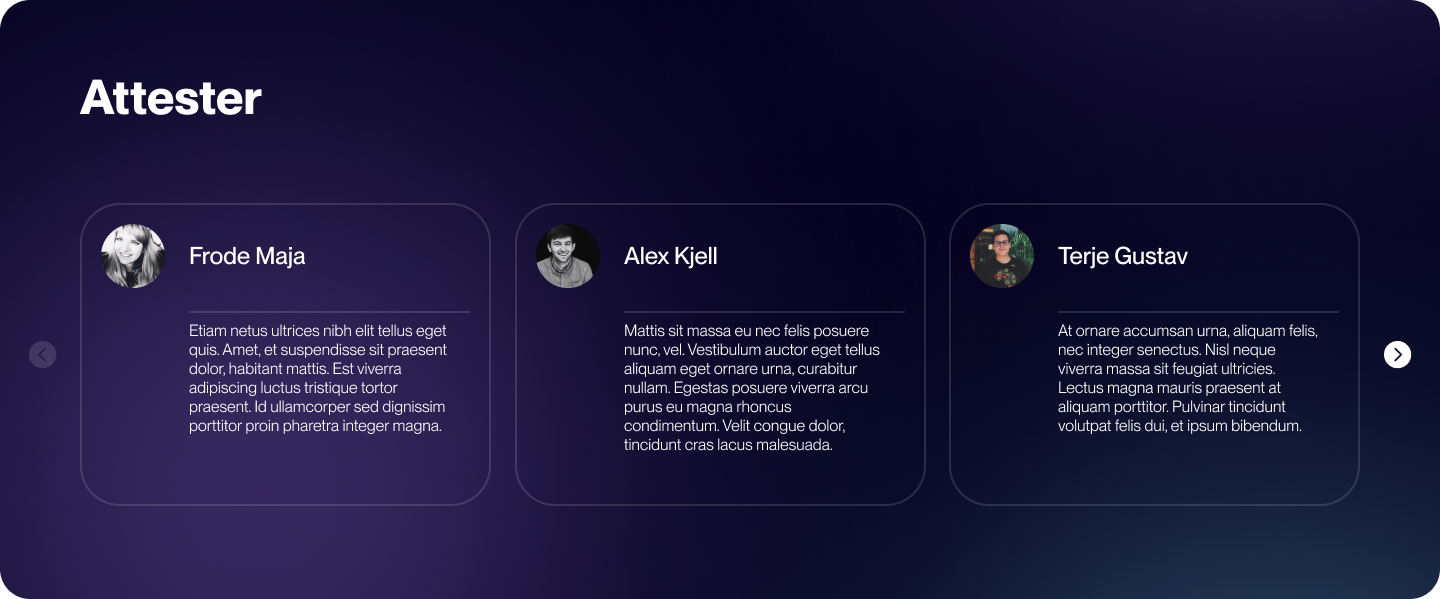 Attester
Frode Maja
Etiam netus ultrices nibh elit tellus eget
quis. Amet, et suspendisse sit praesent
dolor, habitant mattis. Est viverra
adipiscing luctus tristique tortor
praesent. Id ullamcorper sed dignissim
porttitor proin pharetra integer magna.
Alex Kjell
Mattis sit massa eu nec felis posuere
nunc, vel. Vestibulum auctor eget tellus
aliquam eget ornare urna, curabitur
nullam. Egestas posuere viverra arcu
purus eu magna rhoncus
condimentum. Velit congue dolor,
tincidunt cras lacus malesuada.
Terje Gustav
At ornare accumsan urna, aliquam felis,
nec integer senectus. Nisl neque
viverra massa sit feugiat ultricies.
Lectus magna mauris praesent at
aliquam porttitor. Pulvinar tincidunt
volutpat felis dui, et ipsum bibendum.